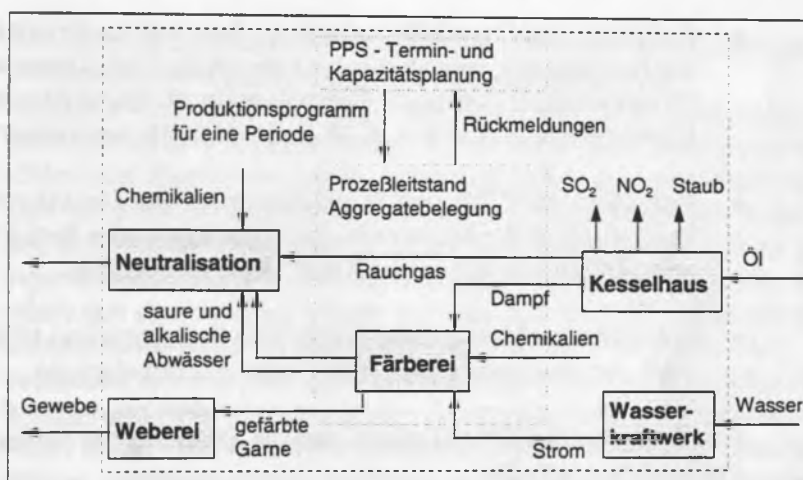 PPS - Termin- und
Kapazitätsplanung
Produktionsprogramm
für eine Periode
Rückmeldungen
Chemikalien
Prozeßleitstand
Aggregatebelegung
SO₂ NO₂ Staub
Neutralisation
Rauchgas
Kesselhaus
Öl
Dampf
saure und
alkalische
Abwässer
Färberei
Chemikalien
Gewebe
Weberei
gefärbte
Garne
Strom
Wasser-
kraftwerk
Wasser